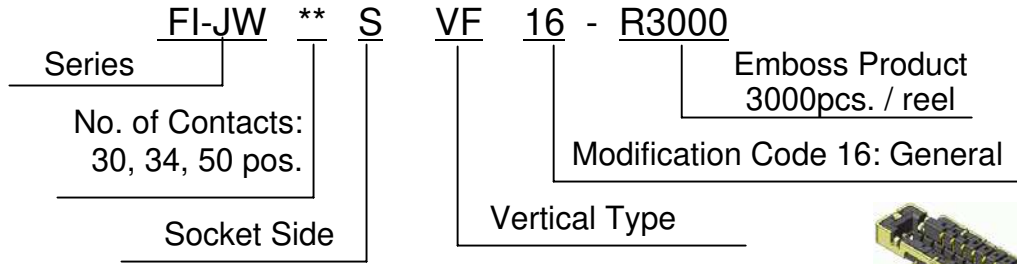 FI-JW ** S VF 16 - R3000
Series
Emboss Product
3000pcs. / reel
No. of Contacts:
30, 34, 50 pos.
Modification Code 16: General
Vertical Type
Socket Side